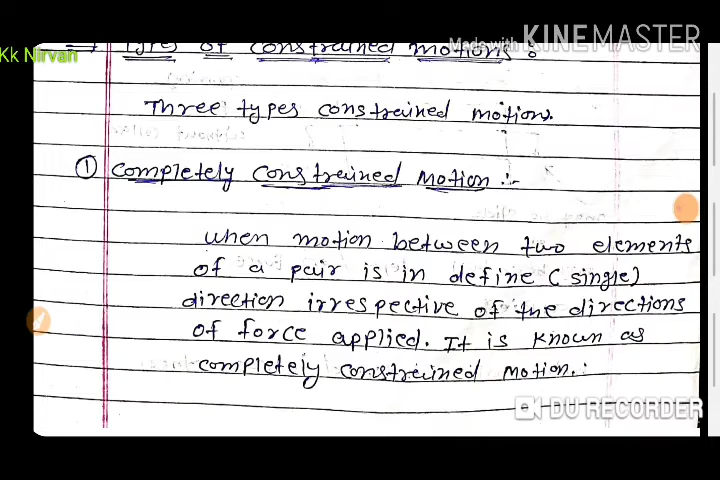 Made with KINEMASTER
Kk Nirvan
→ Types of constrained motions :
Three types constrained motion.
① completely constrained Motion :-
when motion between two elements
of a pair is in define (single)
direction irrespective of the directions
of force applied. It is known as
completely constrained motion.:
DU RECORDER